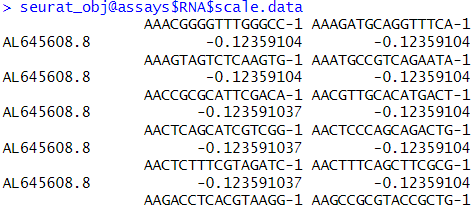 > seurat_obj@assays$RNA$scale.data
AAACGGGGTTTGGGCC-1 AAAGATGCAGGTTTCA-1
AL645608.8 -0.12359104 -0.12359104
AAAGTAGTCTCAAGTG-1 AAATGCCGTCAGAATA-1
AL645608.8 -0.12359104 -0.12359104
AACCGCGCATTCGACA-1 AACGTTGCACATGACT-1
AL645608.8 -0.123591037 -0.12359104
AACTCAGCATCGTCGG-1 AACTCCCAGCAGACTG-1
AL645608.8 -0.12359104 -0.12359104
AACTCTTTCGTAGATC-1 AACTTTCAGCTTCGCG-1
AL645608.8 -0.123591037 -0.12359104
AAGACCTCACGTAAGG-1 AAGCCGCGTACCGCTG-1